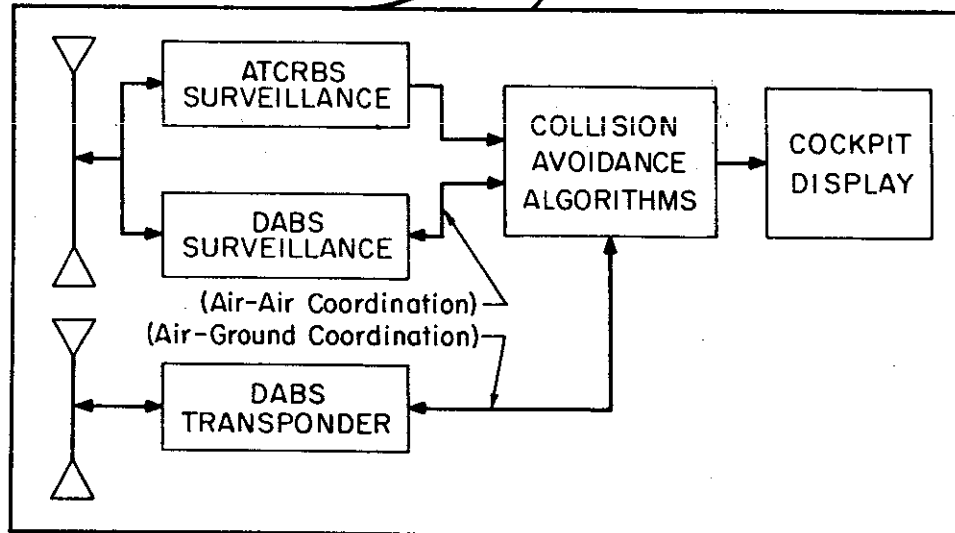 ATCRBS
SURVEILLANCE
COLLISION
AVOIDANCE
ALGORITHMS
COCKPIT
DISPLAY
DABS
SURVEILLANCE
(Air-Air Coordination)
(Air-Ground Coordination)
DABS
TRANSPONDER